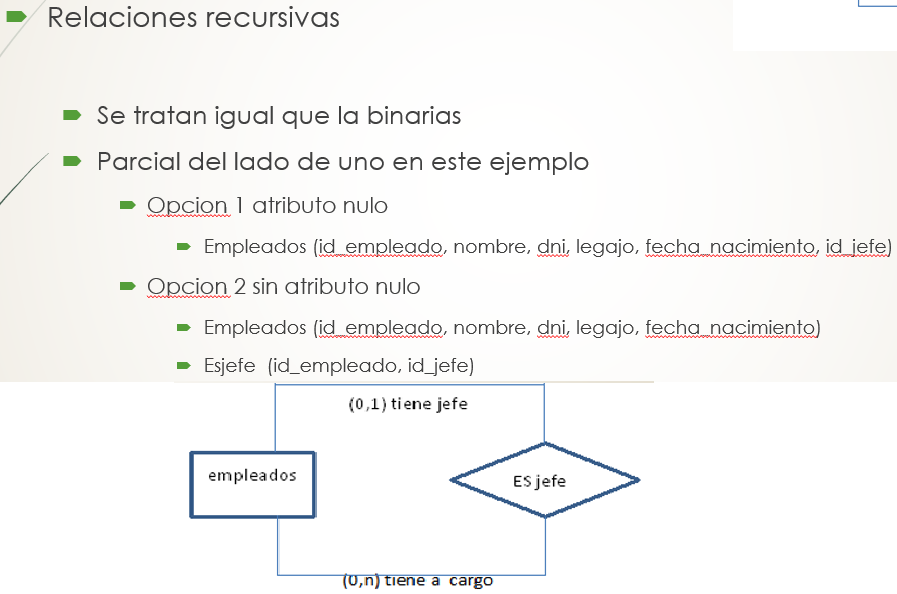 Relaciones recursivas
Se tratan igual que la binarias
Parcial del lado de uno en este ejemplo
Opcion 1 atributo nulo
Empleados (id_empleado, nombre, dni, legajo, fecha_nacimiento, id_jefe)
Opcion 2 sin atributo nulo
Empleados (id_empleado, nombre, dni, legajo, fecha_nacimiento)
Esjefe (id_empleado, id_jefe)
(0,1) tiene jefe
empleados
ES jefe
(0,n) tiene a cargo